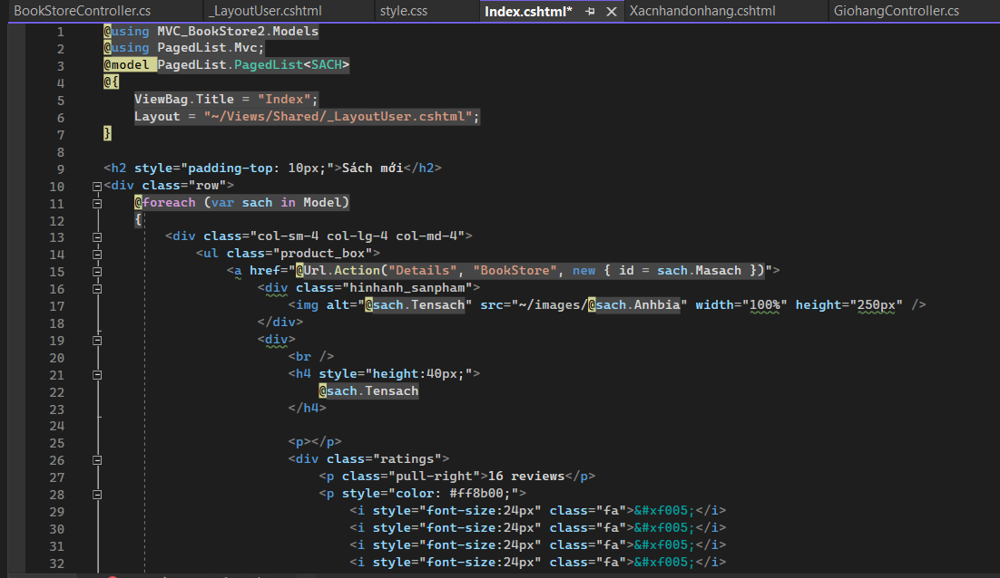 BookStoreController.cs _LayoutUser.cshtml style.css Index.cshtml* Xacnhandonhang.cshtml GiohangController.cs
1 @using MVC_BookStore2.Models
2 @using PagedList.Mvc;
3 @model PagedList.PagedList<SACH>
4 @{
5 ViewBag.Title = "Index";
6 Layout = "~/Views/Shared/_LayoutUser.cshtml";
7 }
8
9 <h2 style="padding-top: 10px;">Sách mới</h2>
10 <div class="row">
11 @foreach (var sach in Model)
12 {
13 <div class="col-sm-4 col-lg-4 col-md-4">
14 <ul class="product_box">
15 <a href="@Url.Action("Details", "BookStore", new { id = sach.Masach })">
16 <div class="hinhanh_sanpham">
17 <img alt="@sach.Tensach" src="~/images/@sach.Anhbia" width="100%" height="250px" />
18 </div>
19 <div>
20 <br />
21 <h4 style="height:40px;">
22 @sach.Tensach
23 </h4>
24
25 <p></p>
26 <div class="ratings">
27 <p class="pull-right">16 reviews</p>
28 <p style="color: #ff8b00;">
29 <i style="font-size:24px" class="fa">&#xf005;</i>
30 <i style="font-size:24px" class="fa">&#xf005;</i>
31 <i style="font-size:24px" class="fa">&#xf005;</i>
32 <i style="font-size:24px" class="fa">&#xf005;</i>